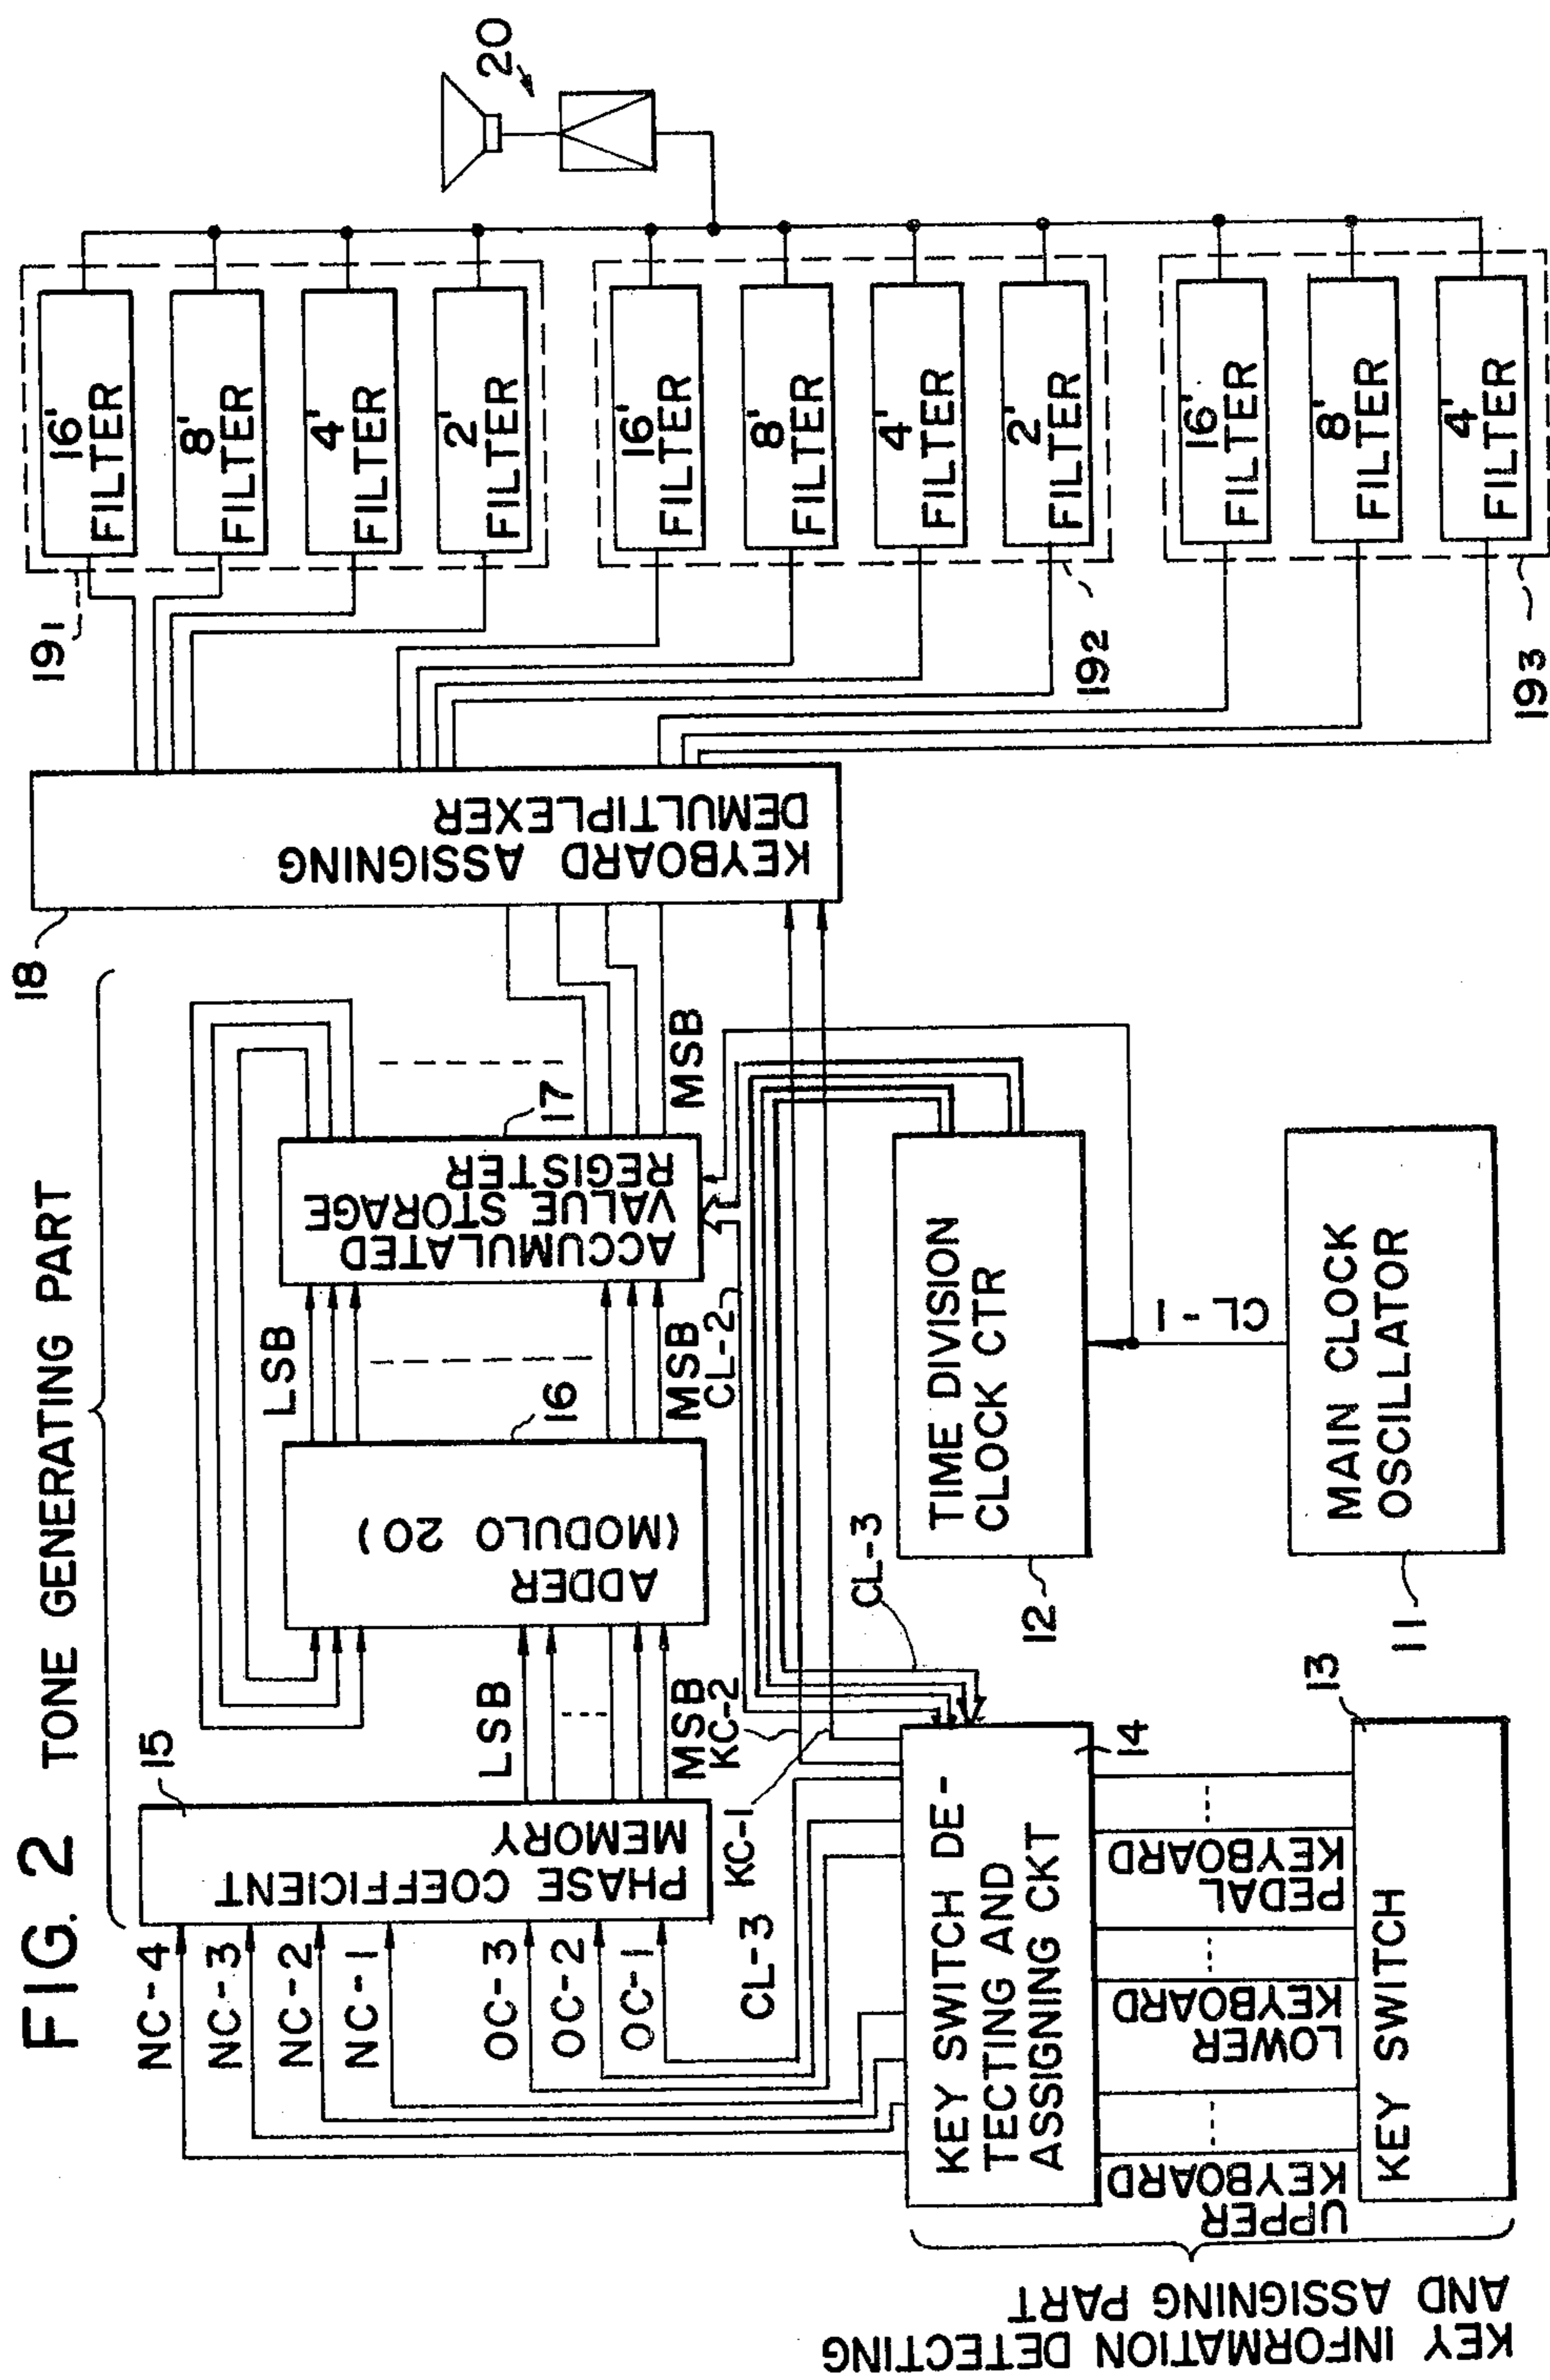 FIG. 2
TONE GENERATING PART
NC-4
NC-3
NC-2
NC-1
OC-3
OC-2
OC-1
CL-3
15
PHASE COEFFICIENT
MEMORY
LSB
MSB
KC-2
KC-1
16
ADDER
(MODULO 20)
LSB
MSB
CL-2
17
ACCUMULATED
VALUE STORAGE
REGISTER
MSB
18
KEYBOARD ASSIGNING
DEMULTIPLEXER
191
16'
FILTER
8'
FILTER
4'
FILTER
2'
FILTER
192
16'
FILTER
8'
FILTER
4'
FILTER
2'
FILTER
193
16'
FILTER
8'
FILTER
4'
FILTER
20
KEY SWITCH DE-
TECTING AND
ASSIGNING CKT
14
CL-3
12
TIME DIVISION
CLOCK CTR
CL-1
11
MAIN CLOCK
OSCILLATOR
UPPER
KEYBOARD
LOWER
KEYBOARD
PEDAL
KEYBOARD
13
KEY SWITCH
KEY INFORMATION DETECTING
AND ASSIGNING PART